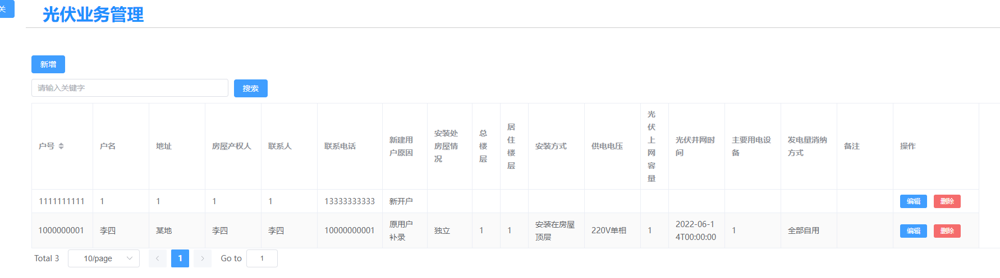 关
光伏业务管理
新增
请输入关键字
搜索
户号 户名 地址 房屋产权人 联系人 联系电话 新建用户原因 安装处房屋情况 总楼层 居住楼层 安装方式 供电电压 光伏上网容量 光伏并网时间 主要用电设备 发电量消纳方式 备注 操作
1111111111 1 1 1 1 13333333333 新开户 编辑 删除
1000000001 李四 某地 李四 李四 10000000001 原用户补录 独立 1 1 安装在房屋顶层 220V单相 1 2022-06-14T00:00:00 1 全部自用 编辑 删除
Total 3 10/page 1 Go to 1